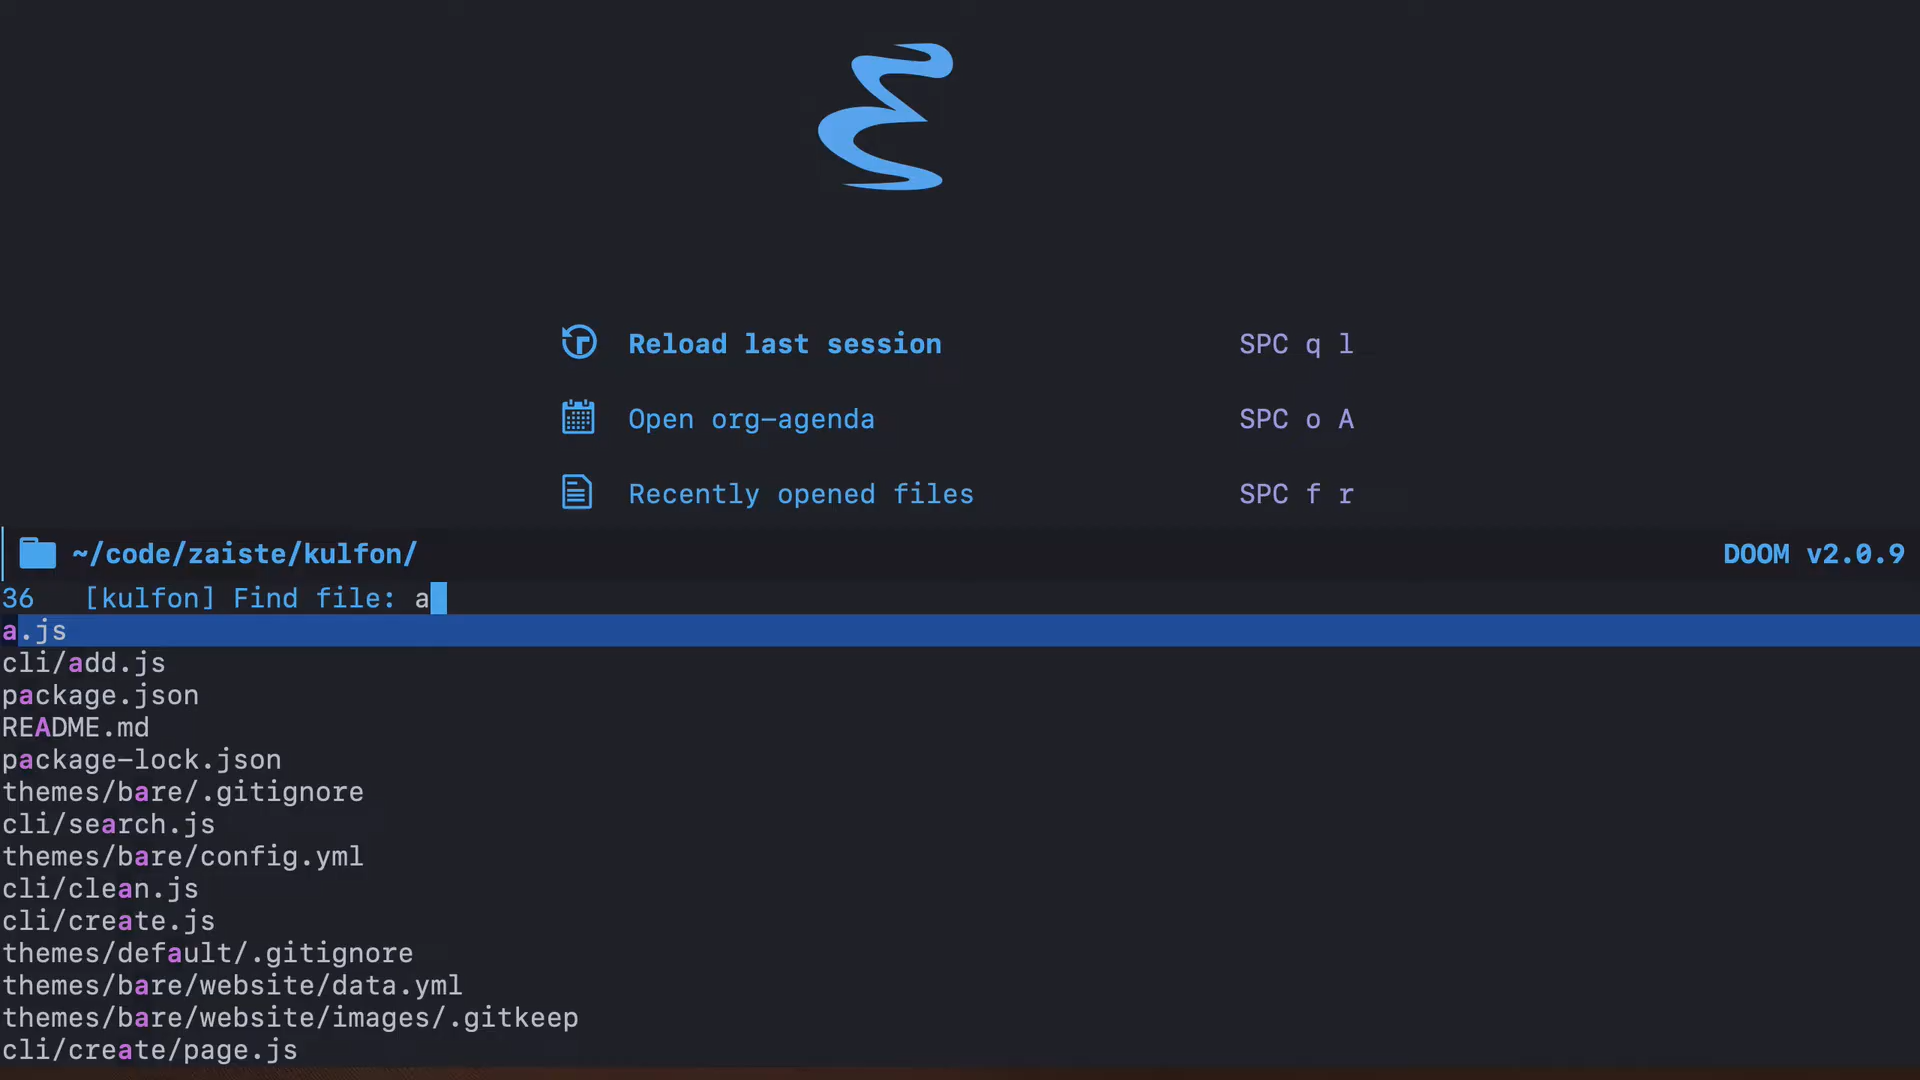 Reload last session SPC q l
Open org-agenda SPC o A
Recently opened files SPC f r
~/code/zaiste/kulfon/ DOOM v2.0.9
36 [kulfon] Find file: a
a.js
cli/add.js
package.json
README.md
package-lock.json
themes/bare/.gitignore
cli/search.js
themes/bare/config.yml
cli/clean.js
cli/create.js
themes/default/.gitignore
themes/bare/website/data.yml
themes/bare/website/images/.gitkeep
cli/create/page.js